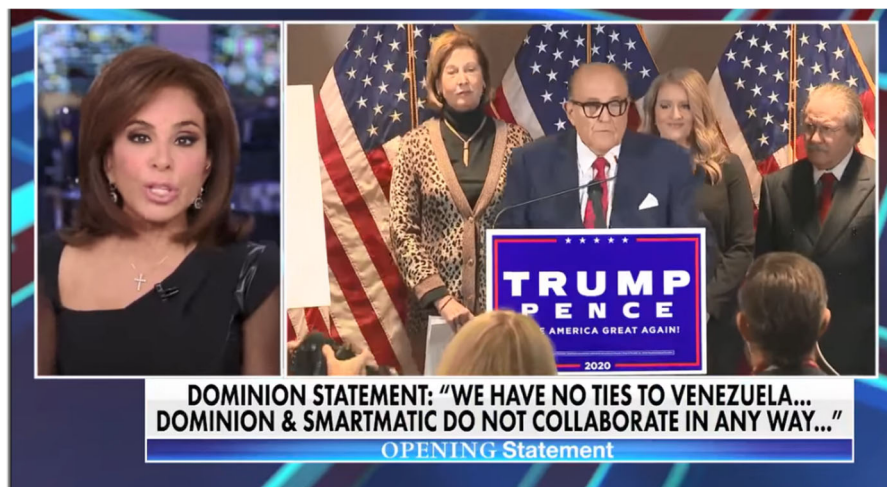 TRUMP
PENCE
AMERICA GREAT AGAIN!
2020
DOMINION STATEMENT: “WE HAVE NO TIES TO VENEZUELA...
DOMINION & SMARTMATIC DO NOT COLLABORATE IN ANY WAY...”
OPENING Statement